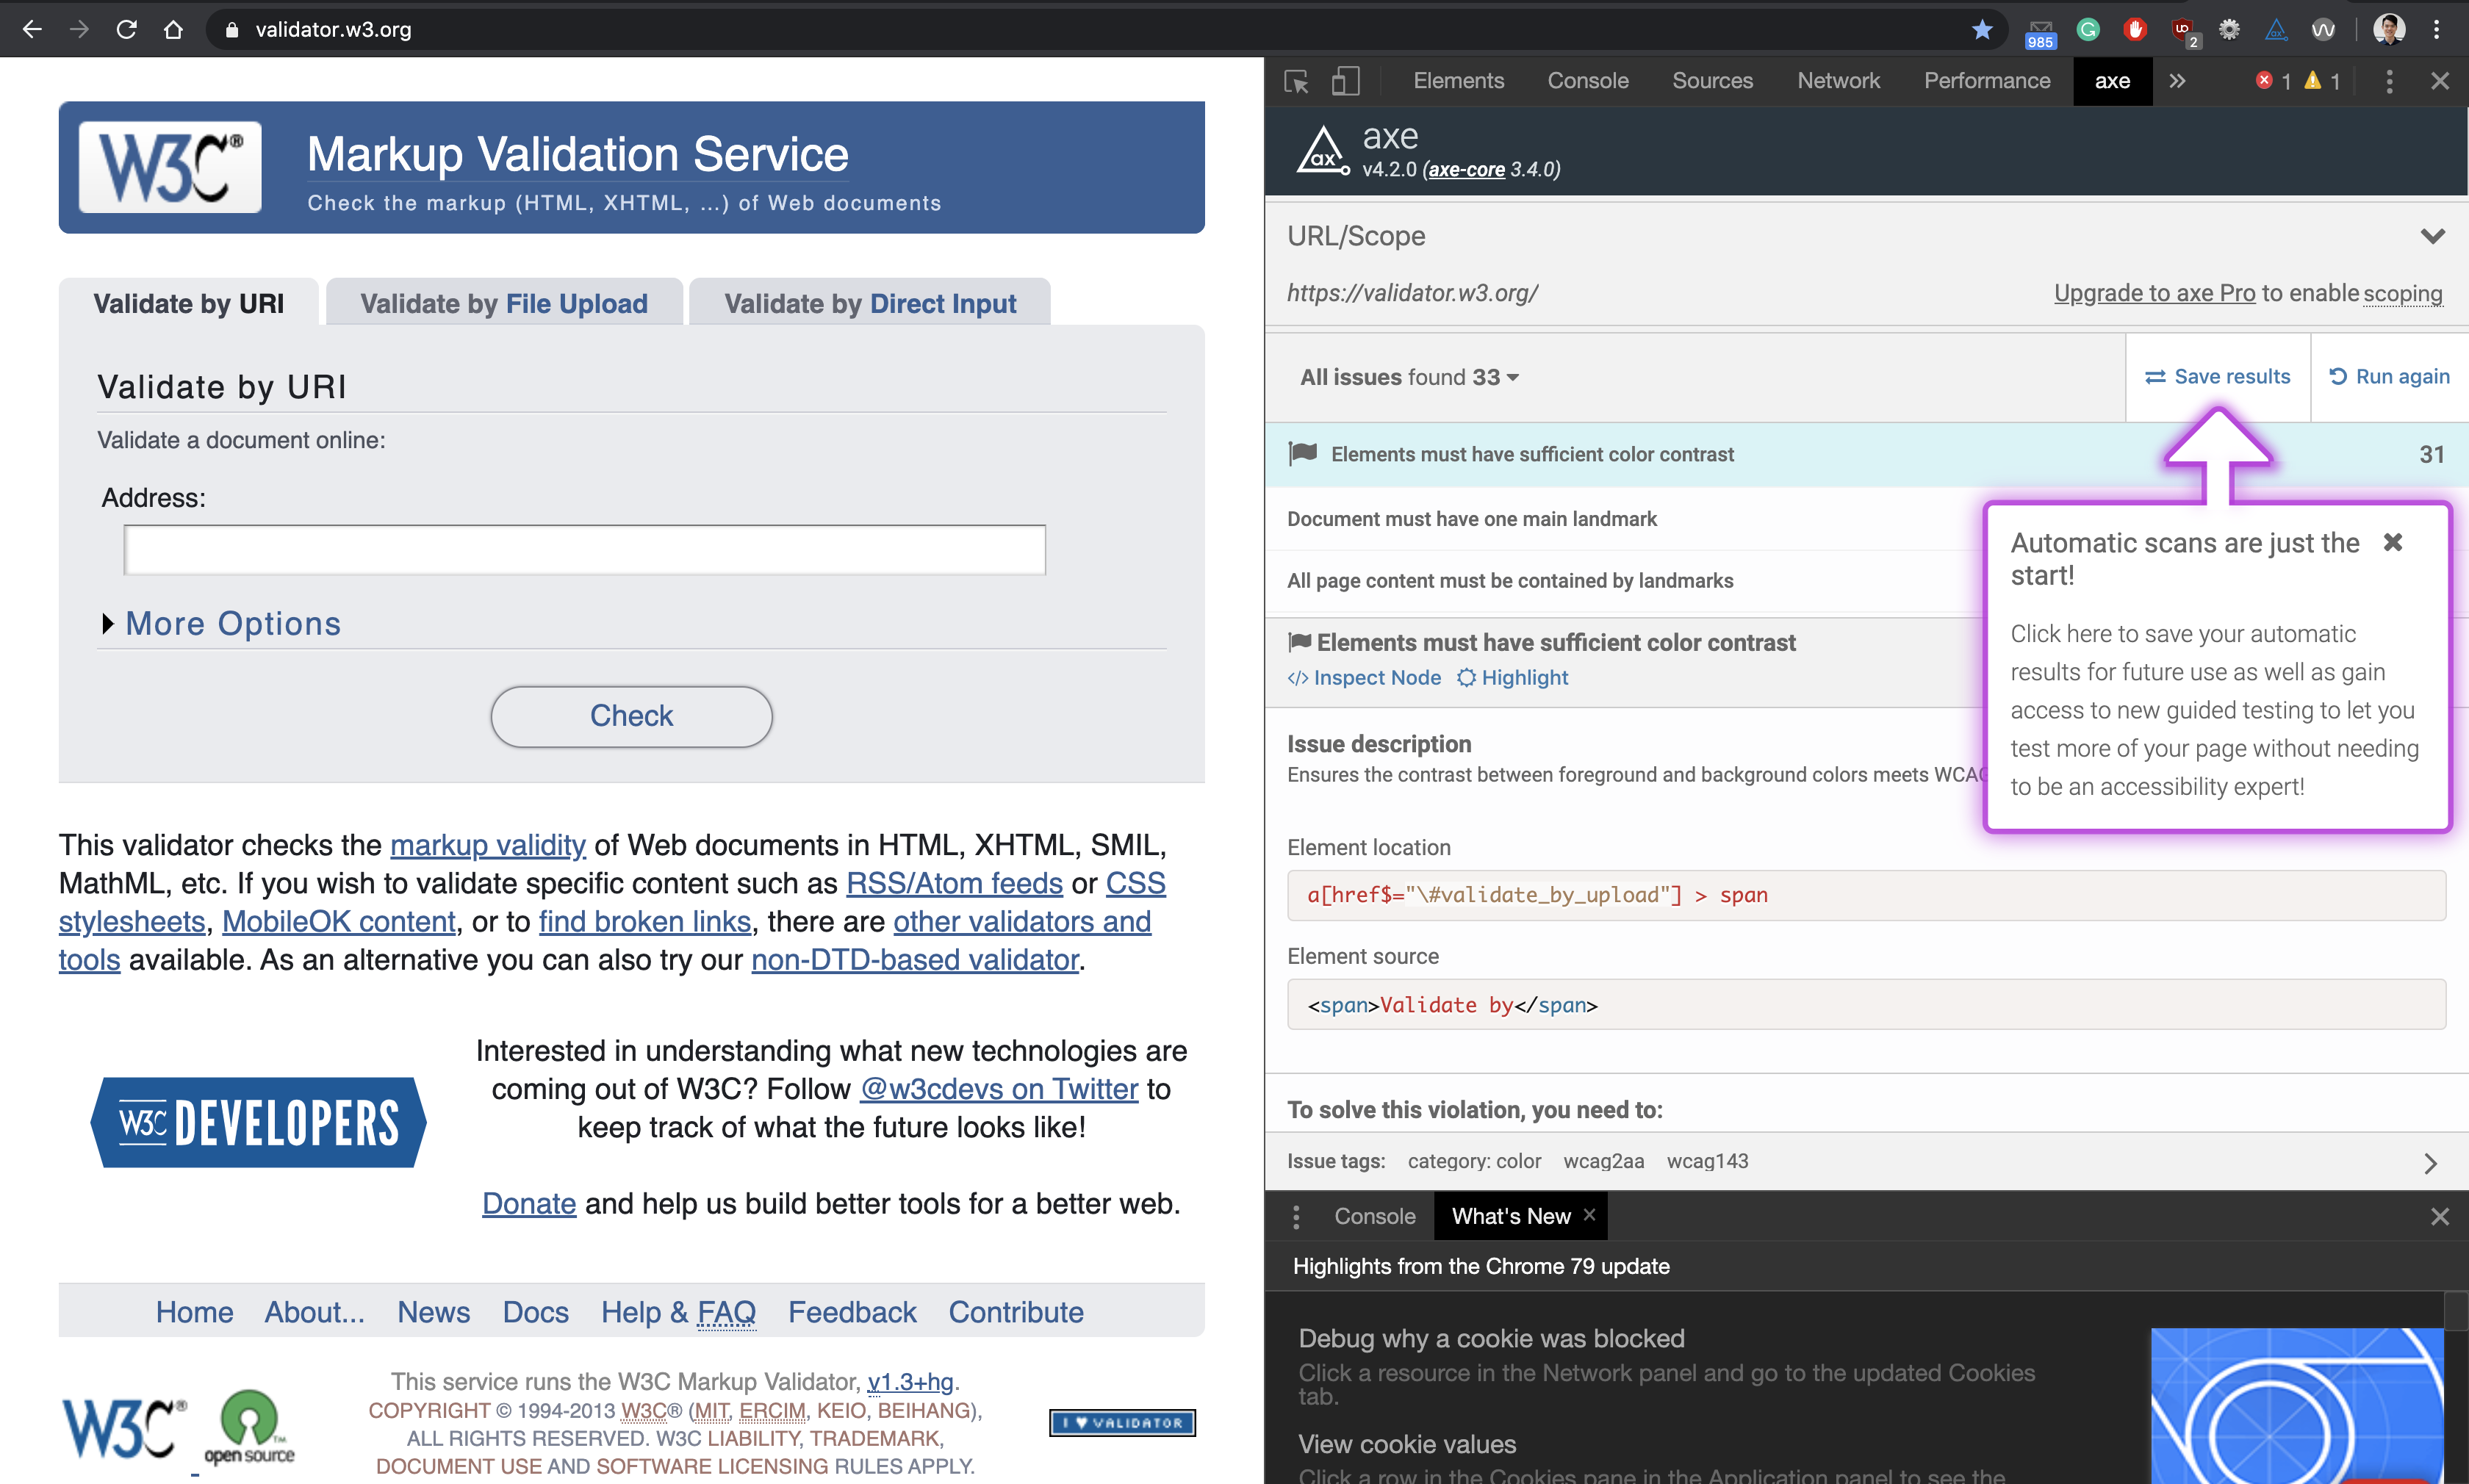 validator.w3.org
985
2
W3C®
Markup Validation Service
Check the markup (HTML, XHTML, ...) of Web documents
Validate by URI
Validate by File Upload
Validate by Direct Input
Validate by URI
Validate a document online:
Address:
More Options
Check
This validator checks the markup validity of Web documents in HTML, XHTML, SMIL,
MathML, etc. If you wish to validate specific content such as RSS/Atom feeds or CSS
stylesheets, MobileOK content, or to find broken links, there are other validators and
tools available. As an alternative you can also try our non-DTD-based validator.
W3C DEVELOPERS
Interested in understanding what new technologies are
coming out of W3C? Follow @w3cdevs on Twitter to
keep track of what the future looks like!
Donate and help us build better tools for a better web.
Home About... News Docs Help & FAQ Feedback Contribute
W3C®
open source™
This service runs the W3C Markup Validator, v1.3+hg.
COPYRIGHT © 1994-2013 W3C® (MIT, ERCIM, KEIO, BEIHANG),
ALL RIGHTS RESERVED. W3C LIABILITY, TRADEMARK,
DOCUMENT USE AND SOFTWARE LICENSING RULES APPLY.
I ♥ VALIDATOR
Elements Console Sources Network Performance axe » 1 1
ax
axe
v4.2.0 (axe-core 3.4.0)
URL/Scope
https://validator.w3.org/
Upgrade to axe Pro to enable scoping
All issues found 33
Save results
Run again
Elements must have sufficient color contrast 31
Document must have one main landmark
All page content must be contained by landmarks
Elements must have sufficient color contrast
</> Inspect Node Highlight
Issue description
Ensures the contrast between foreground and background colors meets WCAG
Automatic scans are just the
start!
Click here to save your automatic
results for future use as well as gain
access to new guided testing to let you
test more of your page without needing
to be an accessibility expert!
Element location
a[href$="\#validate_by_upload"] > span
Element source
<span>Validate by</span>
To solve this violation, you need to:
Issue tags: category: color wcag2aa wcag143
Console What's New ×
Highlights from the Chrome 79 update
Debug why a cookie was blocked
Click a resource in the Network panel and go to the updated Cookies
tab.
View cookie values
Click a row in the Cookies pane in the Application panel to see the